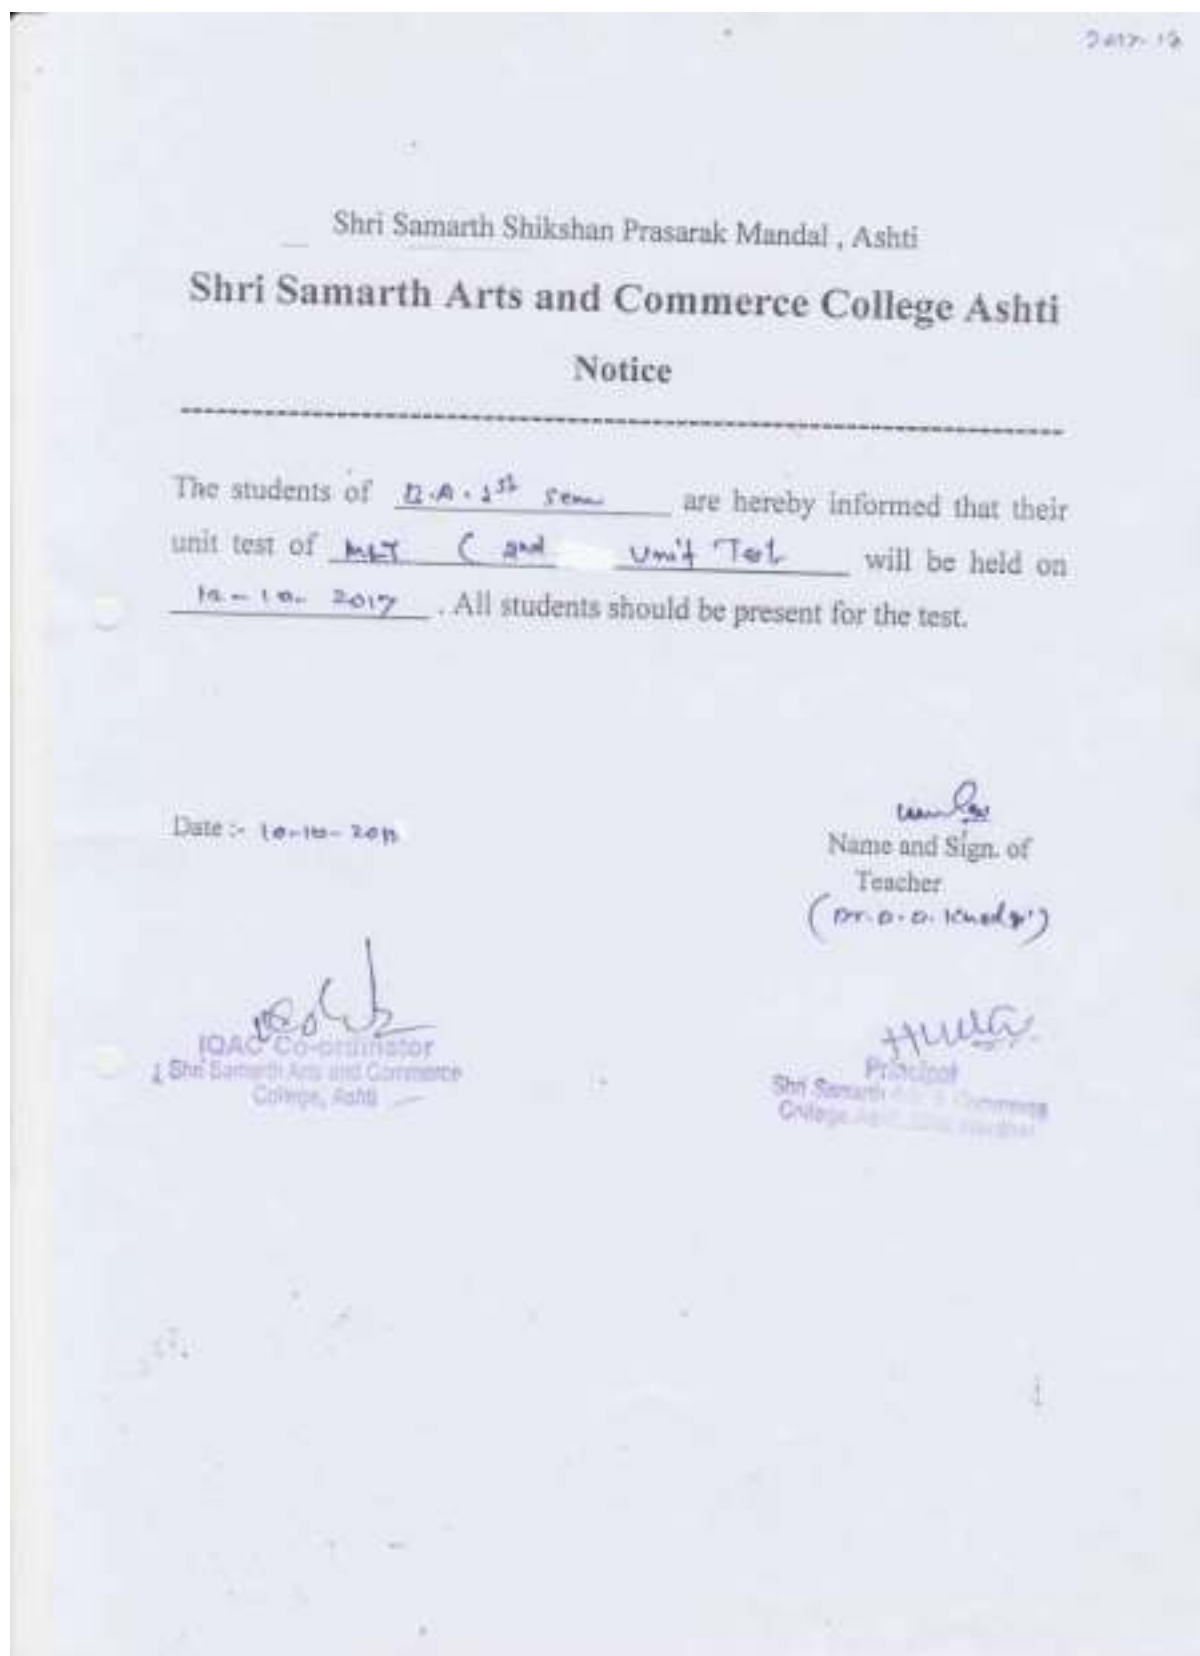 2017-18
Shri Samarth Shikshan Prasarak Mandal , Ashti
Shri Samarth Arts and Commerce College Ashti
Notice
The students of B.A. 1st Sem are hereby informed that their
unit test of MLT ( and Unit Test will be held on
-10- 2017 . All students should be present for the test.
Date :- 10-10-
Name and Sign. of
Teacher
(Dr. D. D.
IQAC Co-ordinator
Shri Samarth Arts and Commerce
College, Ashti
Principal
Shri Samarth Commerce
College